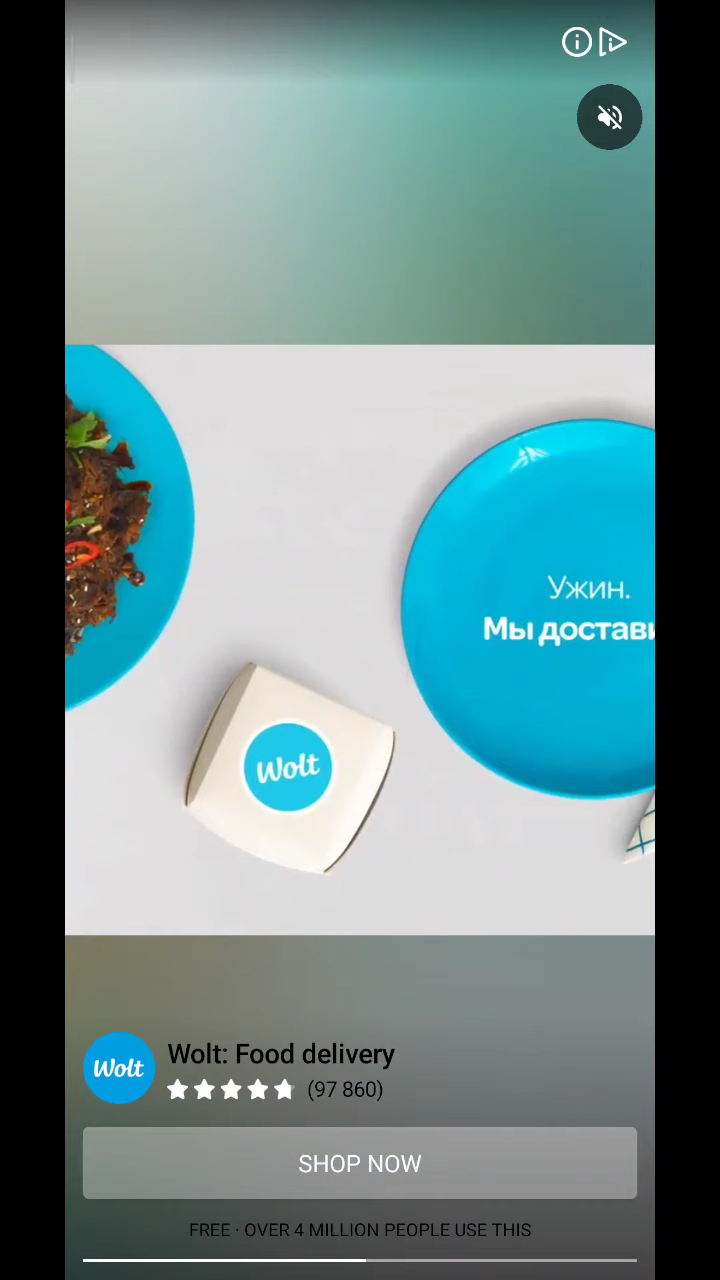 Ужин.
Мы достави
Wolt
Wolt
Wolt: Food delivery
(97 860)
SHOP NOW
FREE · OVER 4 MILLION PEOPLE USE THIS